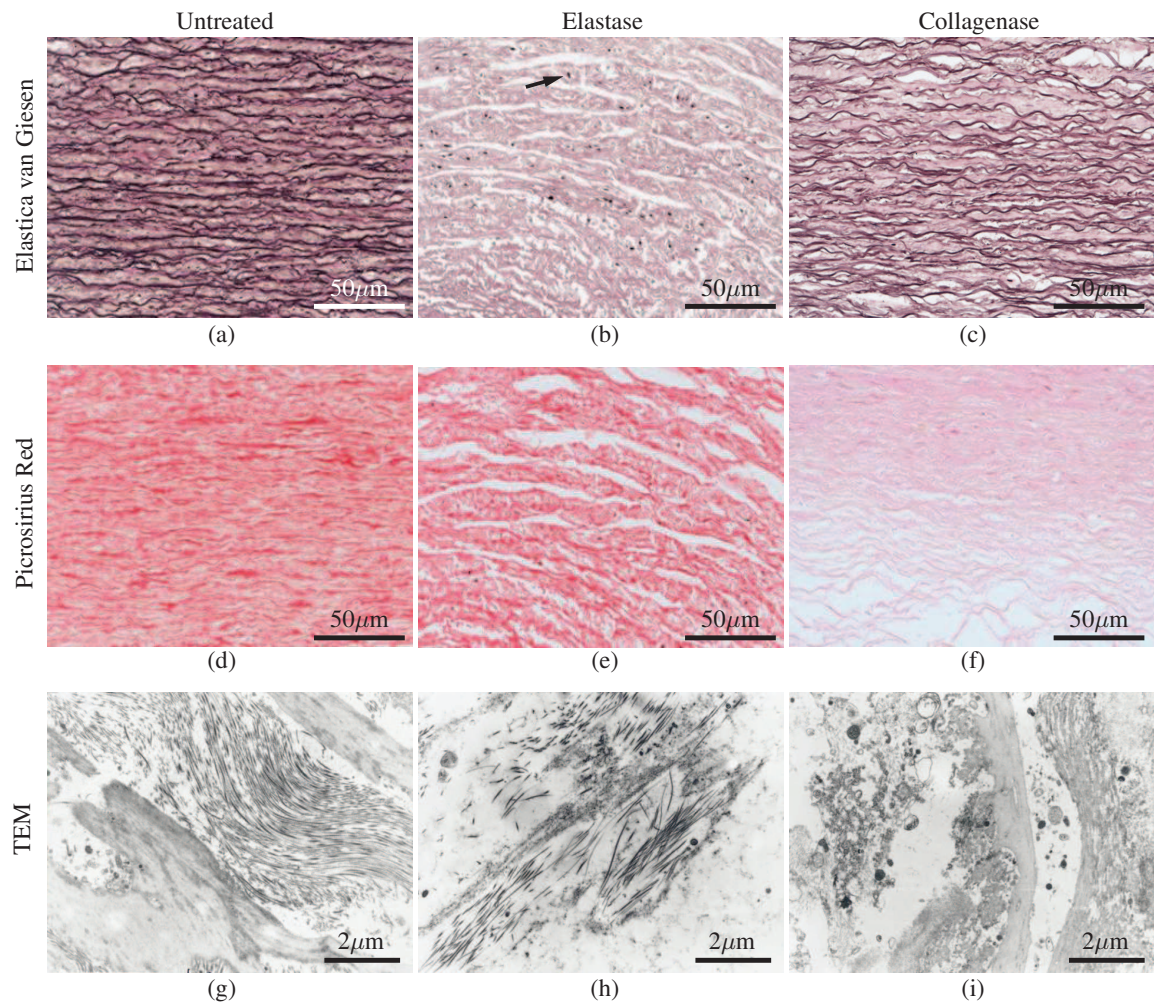 Untreated Elastase Collagenase
Elastica van Giesen
50μm 50μm 50μm
(a) (b) (c)
Picrosirius Red
50μm 50μm 50μm
(d) (e) (f)
TEM
2μm 2μm 2μm
(g) (h) (i)